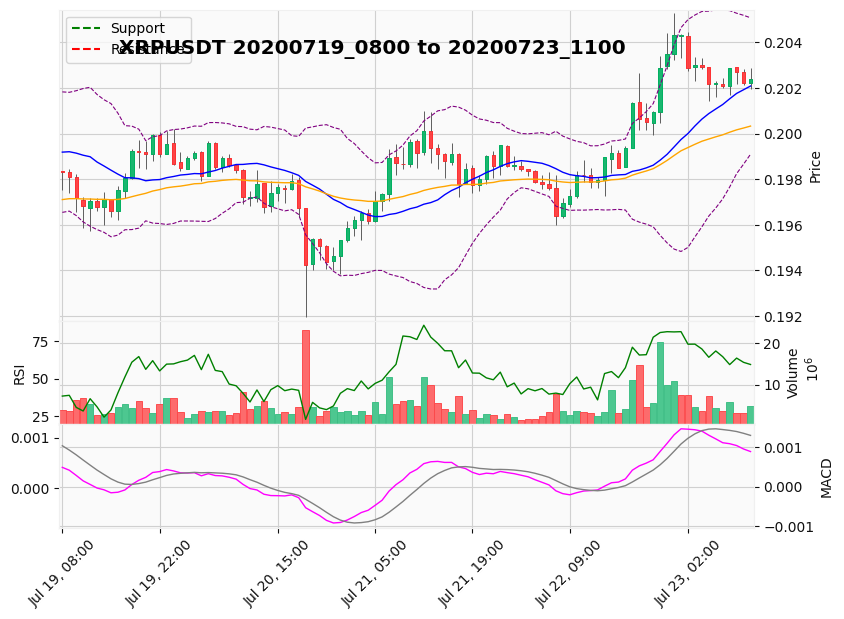 Support
Resistance
XRPUSDT 20200719_0800 to 20200723_1100
0.204
0.202
0.200
0.198
0.196
0.194
0.192
Price
75
50
25
RSI
20
10
Volume
10^6
0.001
0.000
0.001
0.000
−0.001
MACD
Jul 19, 08:00
Jul 19, 22:00
Jul 20, 15:00
Jul 21, 05:00
Jul 21, 19:00
Jul 22, 09:00
Jul 23, 02:00